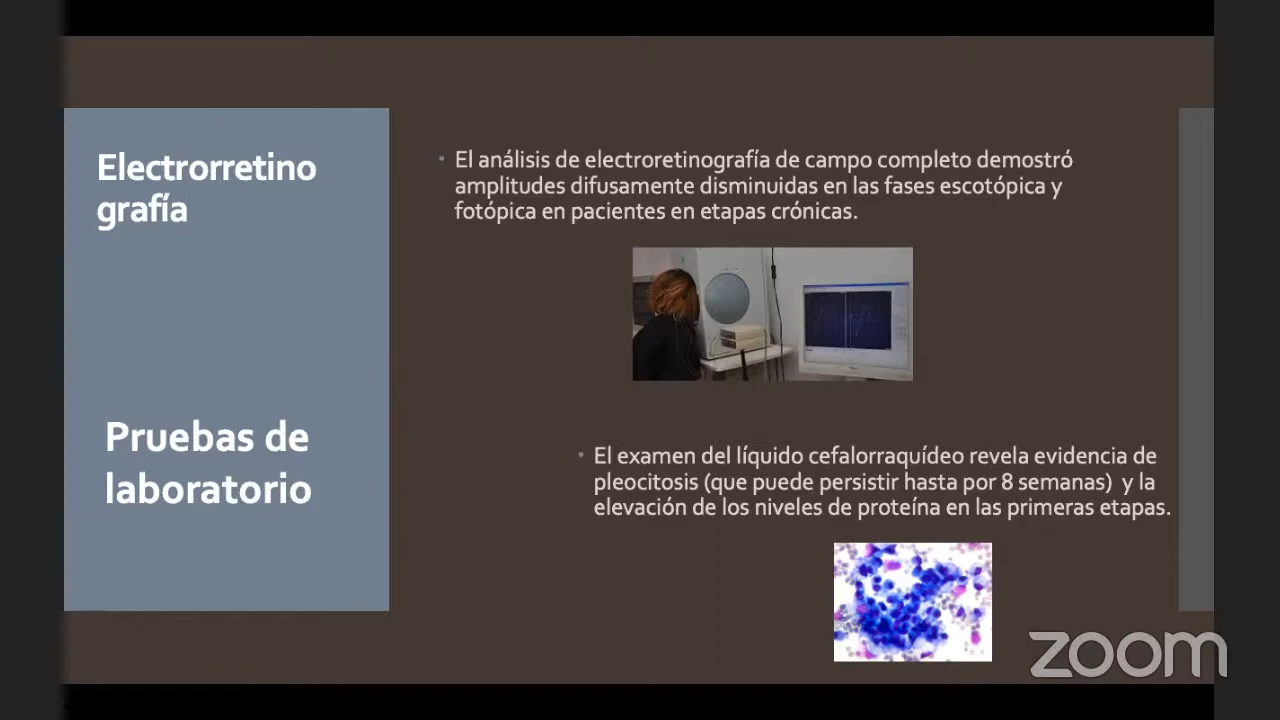 Electrorretino
grafía
El análisis de electroretinografía de campo completo demostró
amplitudes difusamente disminuidas en las fases escotópica y
fotópica en pacientes en etapas crónicas.
Pruebas de
laboratorio
El examen del líquido cefalorraquídeo revela evidencia de
pleocitosis (que puede persistir hasta por 8 semanas) y la
elevación de los niveles de proteína en las primeras etapas.
zoom